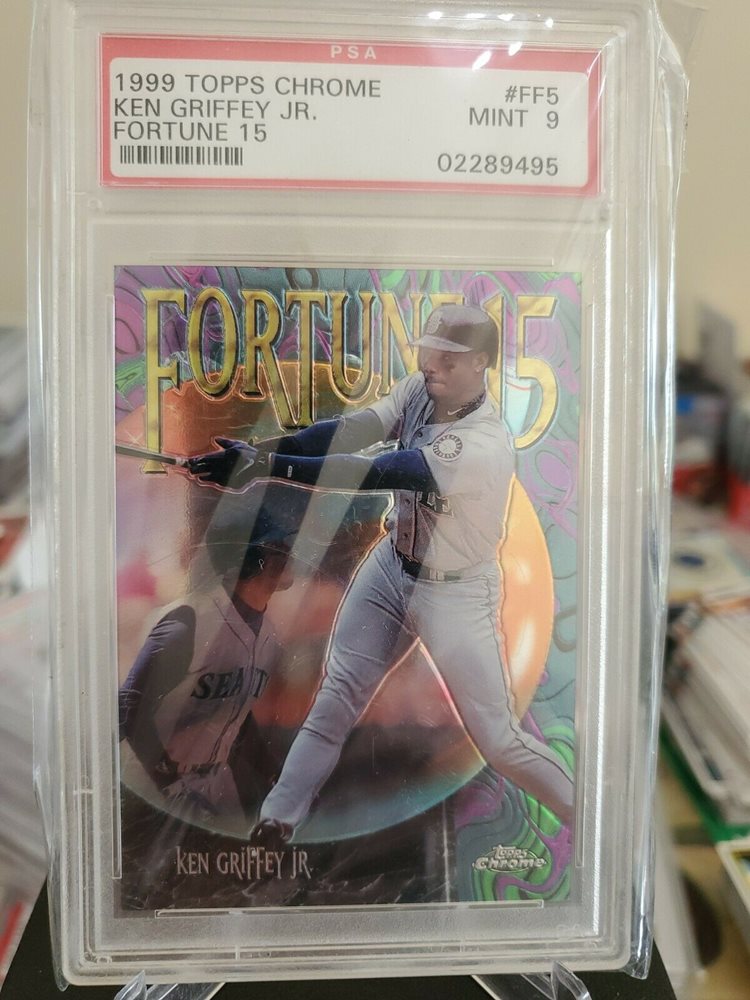 PSA
1999 TOPPS CHROME #FF5
KEN GRIFFEY JR. MINT 9
FORTUNE 15
02289495
FORTUNE 15
SEATT
KEN GRiFFEY JR.
Topps
Chrome